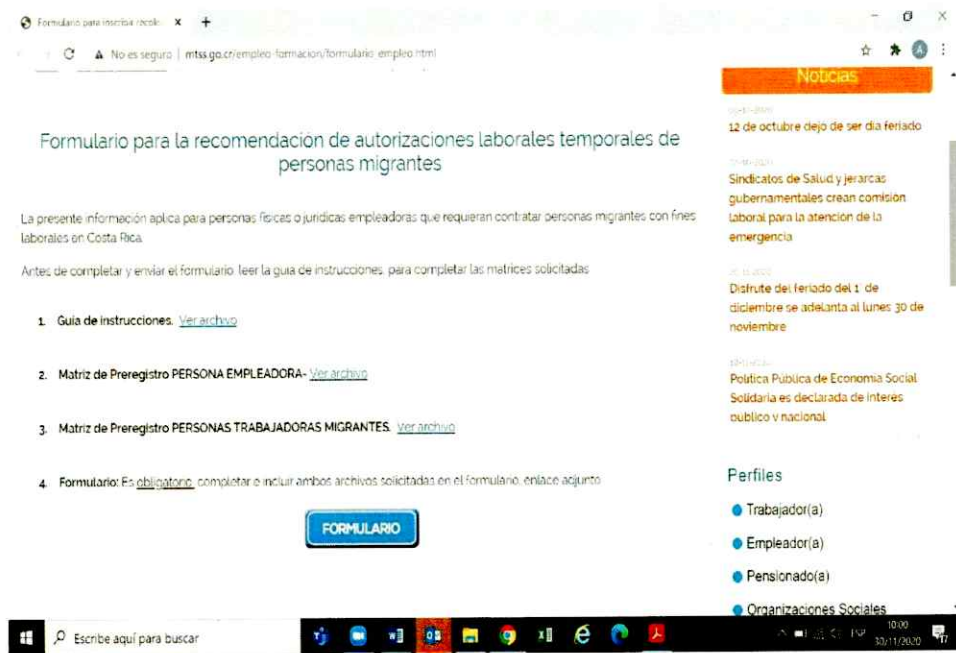 Formulario para inscribir recole
No es seguro | mtss.go.cr/empleo-formacion/formulario_empleo.html
A
Noticias
Formulario para la recomendación de autorizaciones laborales temporales de
personas migrantes
La presente información aplica para personas físicas o jurídicas empleadoras que requieran contratar personas migrantes con fines
laborales en Costa Rica
Antes de completar y enviar el formulario, leer la guía de instrucciones, para completar las matrices solicitadas
1. Guía de instrucciones. Ver archivo
2. Matriz de Preregistro PERSONA EMPLEADORA- Ver archivo
3. Matriz de Preregistro PERSONAS TRABAJADORAS MIGRANTES. Ver archivo
4. Formulario: Es obligatorio, completar e incluir ambos archivos solicitadas en el formulario, enlace adjunto
FORMULARIO
12 de octubre dejó de ser día feriado
Sindicatos de Salud y jerarcas
gubernamentales crean comisión
laboral para la atención de la
emergencia
Disfrute del feriado del 1° de
diciembre se adelanta al lunes 30 de
noviembre
Política Pública de Economía Social
Solidaria es declarada de interés
público y nacional
Perfiles
Trabajador(a)
Empleador(a)
Pensionado(a)
Organizaciones Sociales
Escribe aquí para buscar
ESP
10:00
30/11/2020
17